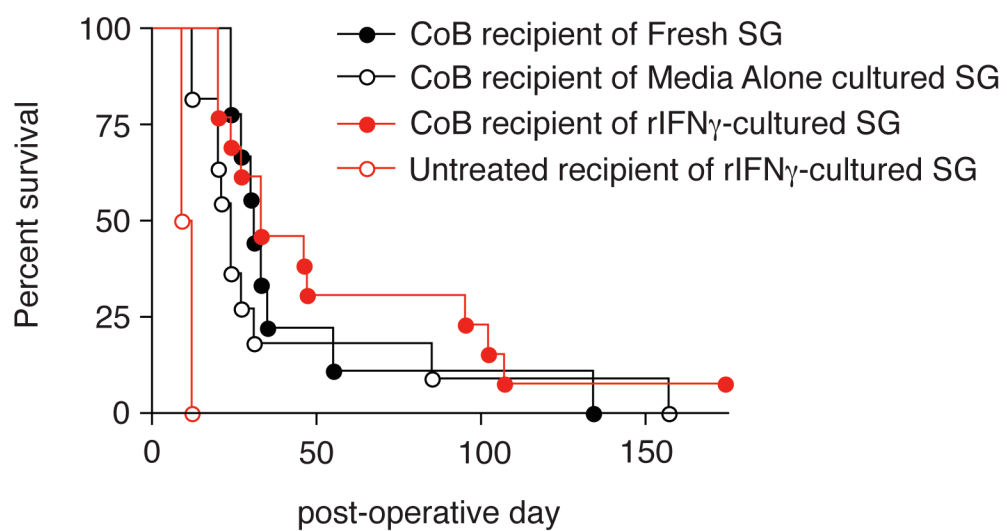 CoB recipient of Fresh SG
CoB recipient of Media Alone cultured SG
CoB recipient of rIFNγ-cultured SG
Untreated recipient of rIFNγ-cultured SG
Percent survival
100
75
50
25
0
0 50 100 150
post-operative day